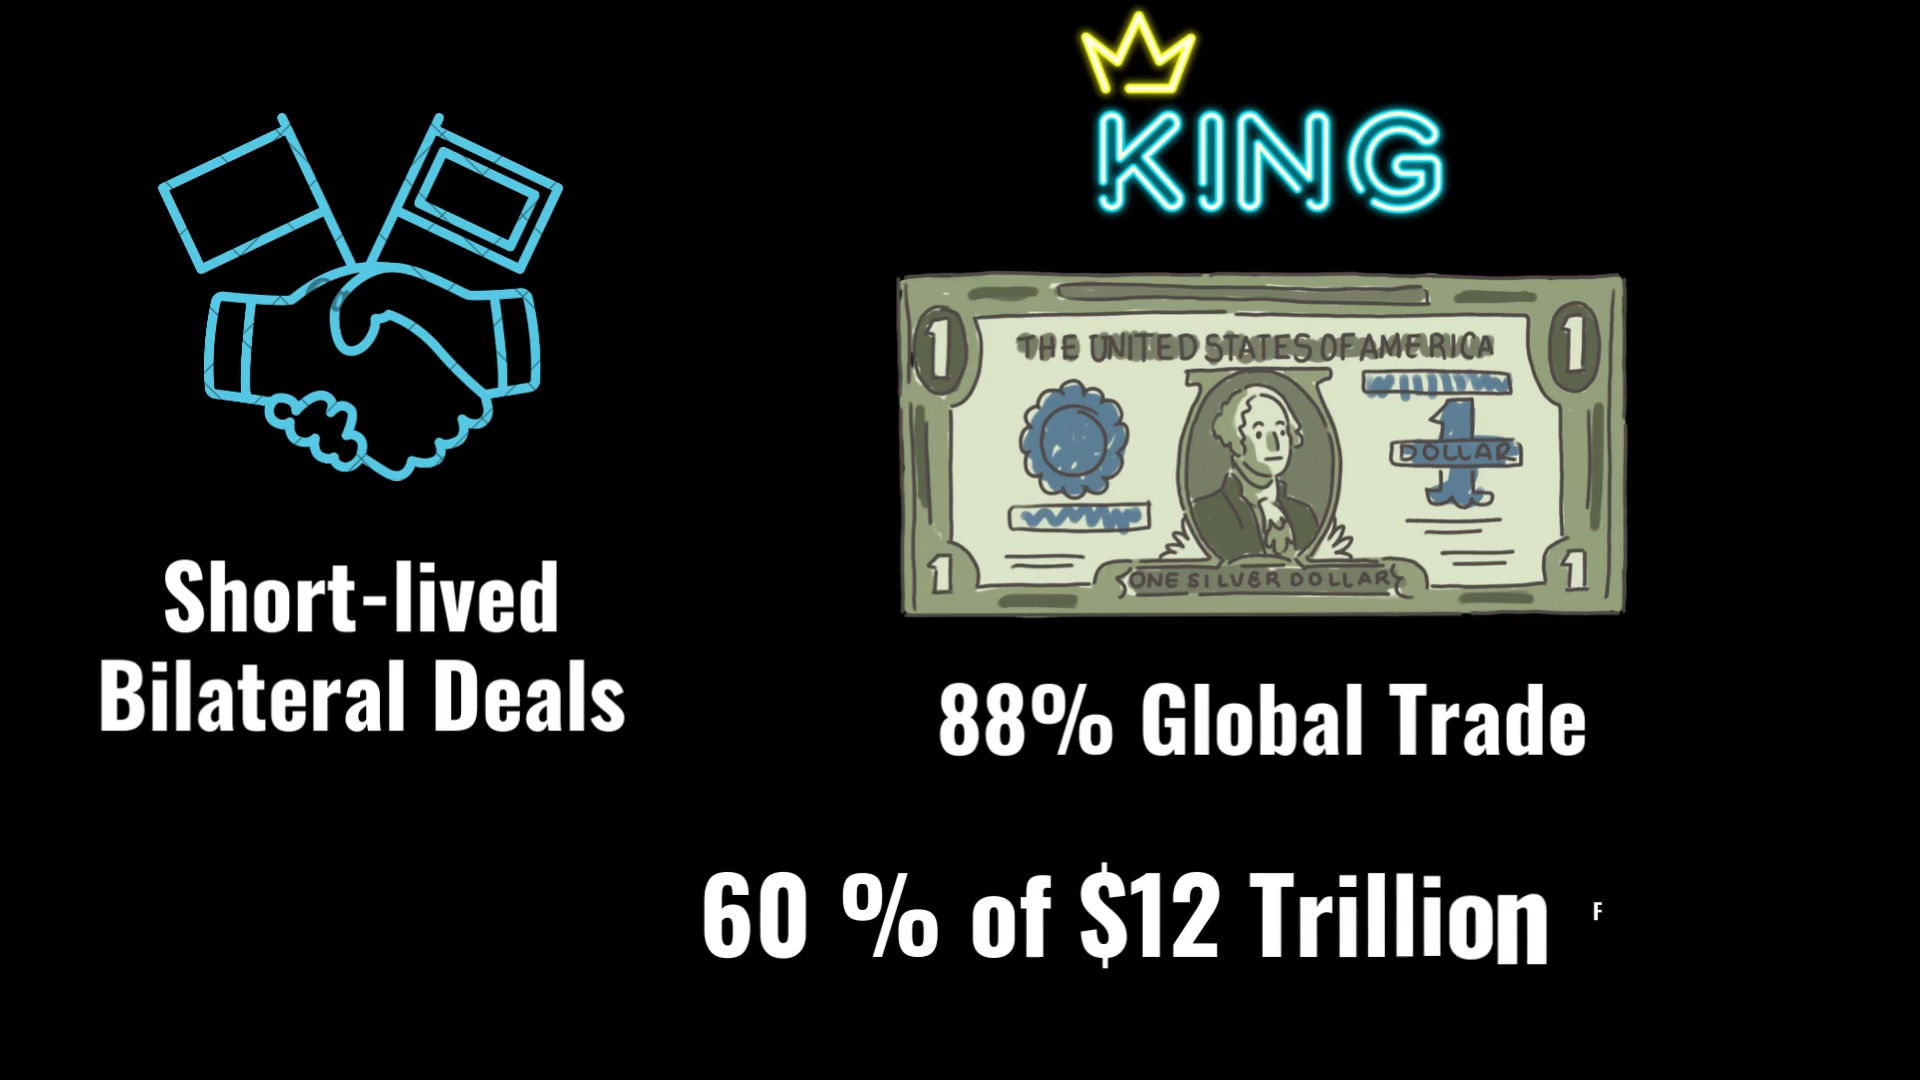 KING
1
1
THE UNITED STATES OF AMERICA
1
DOLLAR
ONE SILVER DOLLAR
1
1
Short-lived
Bilateral Deals
88% Global Trade
60 % of $12 Trillion F